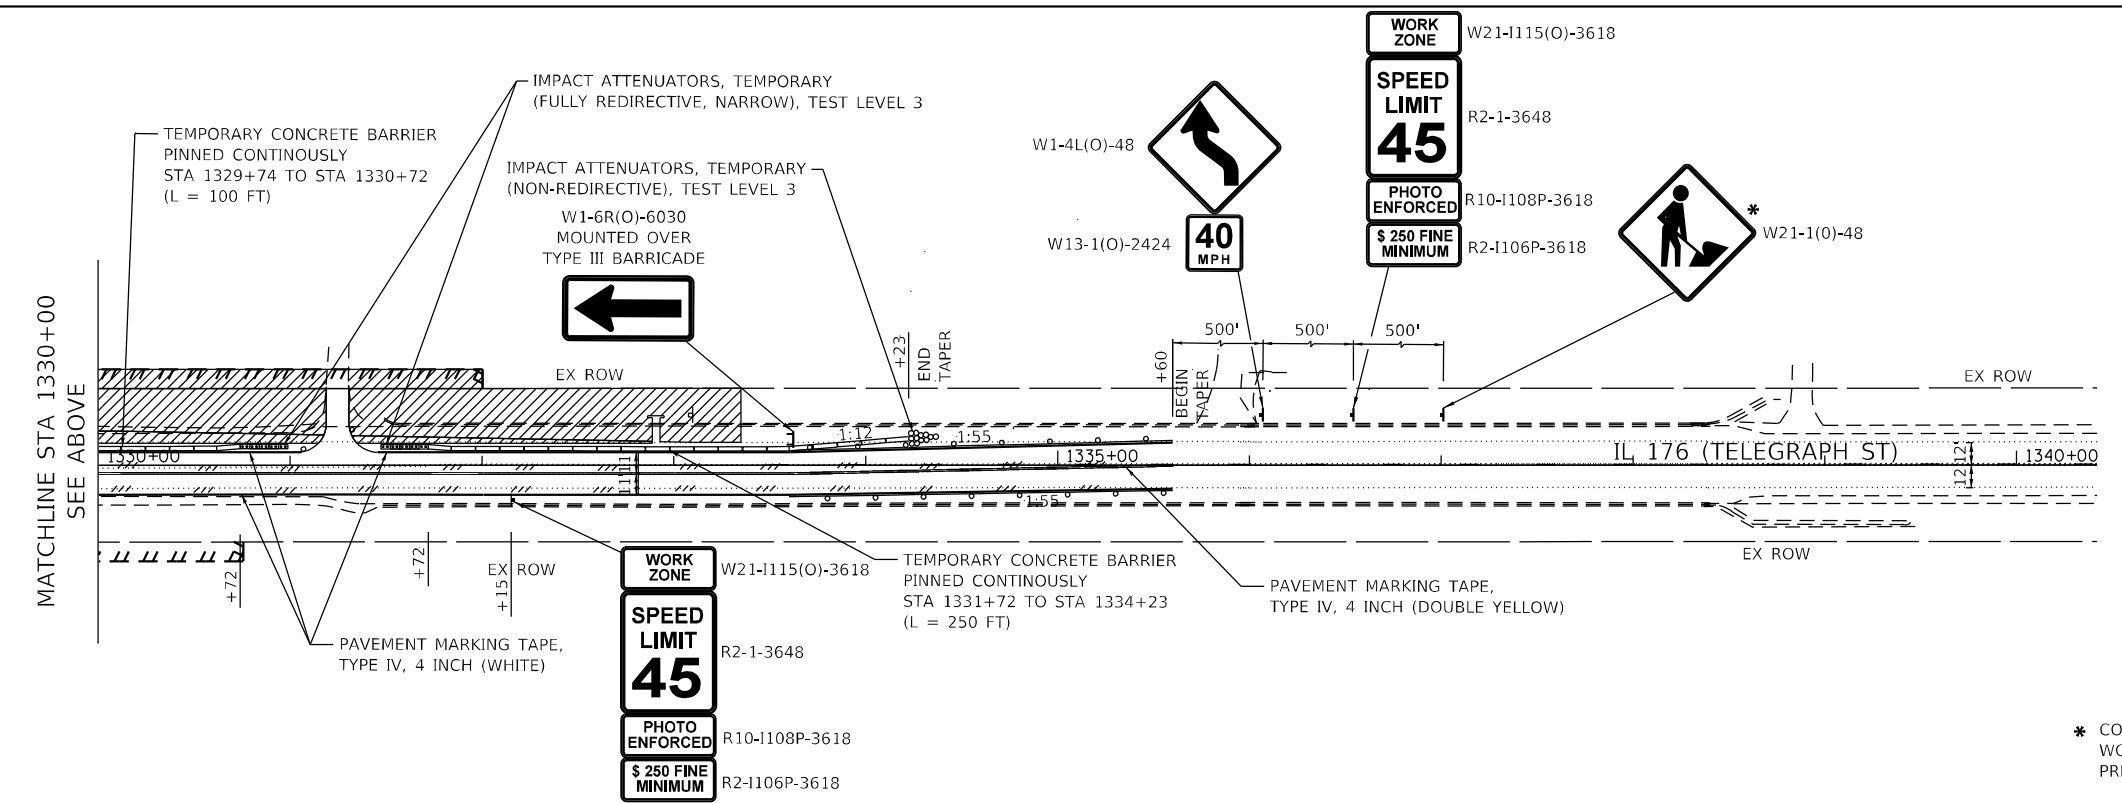 WORK
ZONE
W21-I115(O)-3618
SPEED
LIMIT
45
R2-1-3648
PHOTO
ENFORCED
R10-I108P-3618
$ 250 FINE
MINIMUM
R2-I106P-3618
IMPACT ATTENUATORS, TEMPORARY
(FULLY REDIRECTIVE, NARROW), TEST LEVEL 3
TEMPORARY CONCRETE BARRIER
PINNED CONTINOUSLY
STA 1329+74 TO STA 1330+72
(L = 100 FT)
IMPACT ATTENUATORS, TEMPORARY
(NON-REDIRECTIVE), TEST LEVEL 3
W1-6R(O)-6030
MOUNTED OVER
TYPE III BARRICADE
W1-4L(O)-48
W13-1(O)-2424
40
MPH
*
W21-1(0)-48
MATCHLINE STA 1330+00
SEE ABOVE
EX ROW
+23
END
TAPER
+60
BEGIN
TAPER
500'
500'
500'
EX ROW
1330+00
11'
11'
1:12
1:55
1335+00
1:55
IL 176 (TELEGRAPH ST)
12'
12'
1340+00
EX ROW
+72
+72
+15
EX ROW
PAVEMENT MARKING TAPE,
TYPE IV, 4 INCH (WHITE)
WORK
ZONE
W21-I115(O)-3618
SPEED
LIMIT
45
R2-1-3648
PHOTO
ENFORCED
R10-I108P-3618
$ 250 FINE
MINIMUM
R2-I106P-3618
TEMPORARY CONCRETE BARRIER
PINNED CONTINOUSLY
STA 1331+72 TO STA 1334+23
(L = 250 FT)
PAVEMENT MARKING TAPE,
TYPE IV, 4 INCH (DOUBLE YELLOW)
*